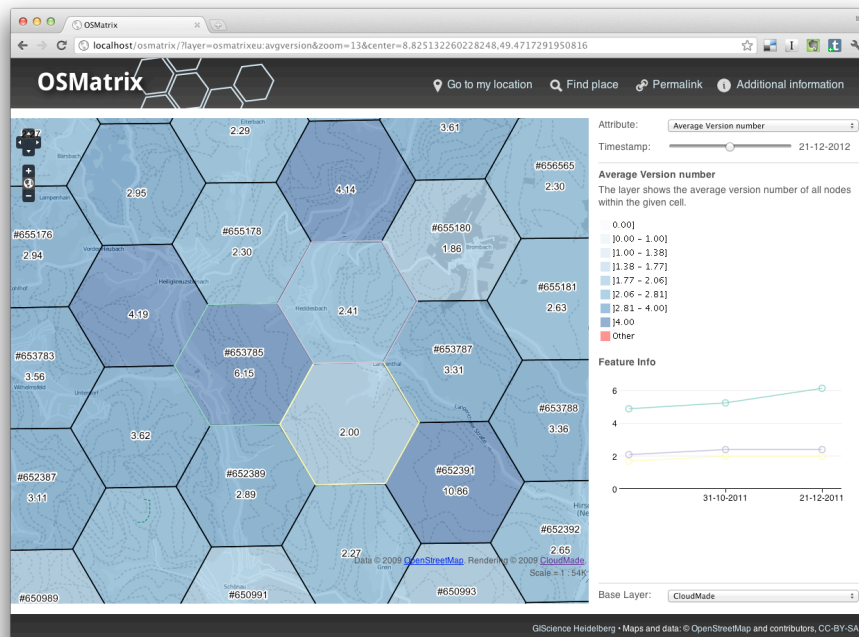 OSMatrix
localhost/osmatrix/?layer=osmatrixeu:avgversion&zoom=13&center=8.825132260228248,49.4717291950816
OSMatrix
Go to my location
Find place
Permalink
Additional information
Attribute:
Average Version number
Timestamp:
21-12-2012
Average Version number
The layer shows the average version number of all nodes
within the given cell.
0.00]
]0.00 - 1.00]
]1.00 - 1.38]
]1.38 - 1.77]
]1.77 - 2.06]
]2.06 - 2.81]
]2.81 - 4.00]
]4.00
Other
Feature Info
6
4
2
0
31-10-2011
21-12-2011
Base Layer:
CloudMade
2.29
3.61
#656565
2.30
2.95
4.14
#655176
2.94
#655178
2.30
#655180
1.86
Brombach
#655181
2.63
4.19
Heiligkreuzsteinach
Heddesbach
2.41
#653783
3.56
#653785
6.15
#653787
3.31
Langenthal
3.62
2.00
#653788
3.36
#652387
3.11
#652389
2.89
#652391
10.86
#652392
2.65
2.27
Schönau
#650989
#650991
#650993
Data © 2009 OpenStreetMap. Rendering © 2009 CloudMade.
Scale = 1 : 54K
GIScience Heidelberg • Maps and data: © OpenStreetMap and contributors, CC-BY-SA